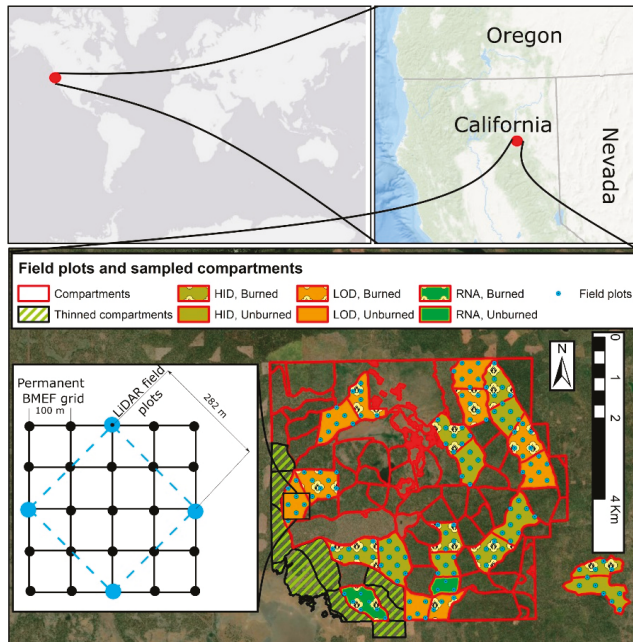 Oregon
California
Nevada
Field plots and sampled compartments
Compartments
HID, Burned
LOD, Burned
RNA, Burned
Field plots
Thinned compartments
HID, Unburned
LOD, Unburned
RNA, Unburned
Permanent
BMEF grid
100 m
LiDAR field
plots
282 m
N
0
1
2
4 Km